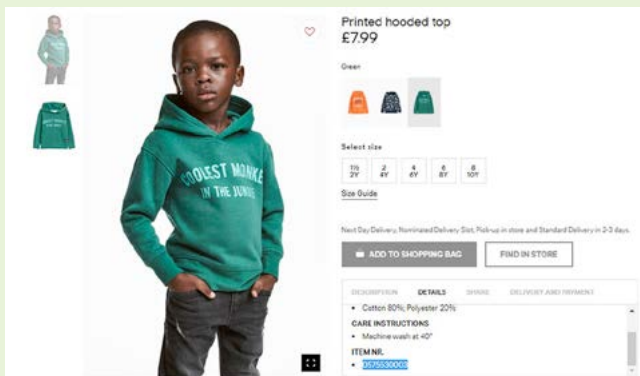 Printed hooded top
£7.99
Green
COOLEST MONKE
IN THE JUNGLE
Select size
1½ 2 4 6 8
2Y 4Y 6Y 8Y 10Y
Size Guide
Next Day Delivery, Nominated Delivery Slot, Pick-up in store and Standard Delivery in 2-3 days.
ADD TO SHOPPING BAG FIND IN STORE
DESCRIPTION DETAILS SHARE DELIVERY AND PAYMENT
• Cotton 80%; Polyester 20%
CARE INSTRUCTIONS
• Machine wash at 40°
ITEM NR.